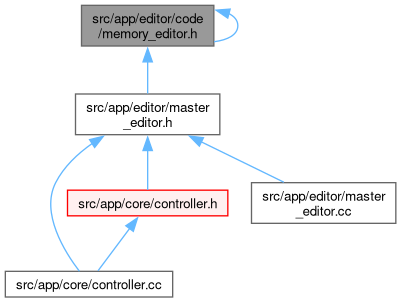 src/app/editor/code
/memory_editor.h
src/app/editor/master
_editor.h
src/app/core/controller.h
src/app/editor/master
_editor.cc
src/app/core/controller.cc